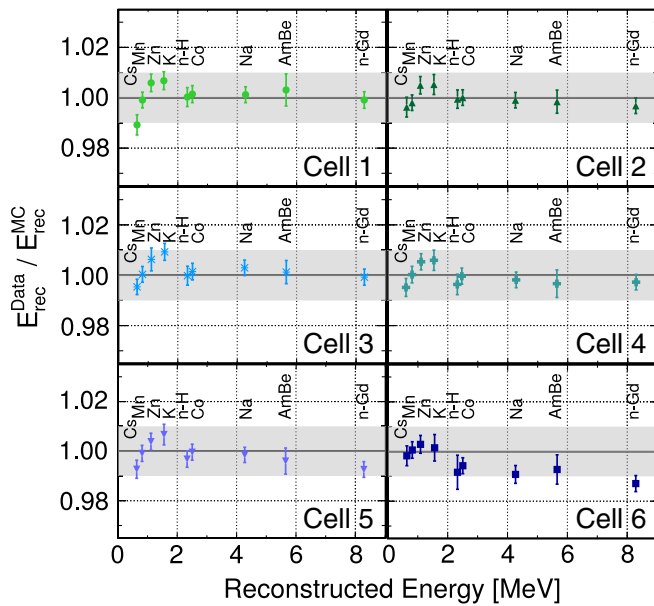 Cs Mn Zn K n-H Co Na AmBe n-Gd
Cs Mn Zn K n-H Co Na AmBe n-Gd
1.02
1.00
0.98
Cell 1
Cell 2
Cs Mn Zn K n-H Co Na AmBe n-Gd
Cs Mn Zn K n-H Co Na AmBe n-Gd
1.02
1.00
0.98
Cell 3
Cell 4
Cs Mn Zn K n-H Co Na AmBe n-Gd
Cs Mn Zn K n-H Co Na AmBe n-Gd
1.02
1.00
0.98
Cell 5
Cell 6
E_rec^Data / E_rec^MC
0 2 4 6 8
0 2 4 6 8
Reconstructed Energy [MeV]